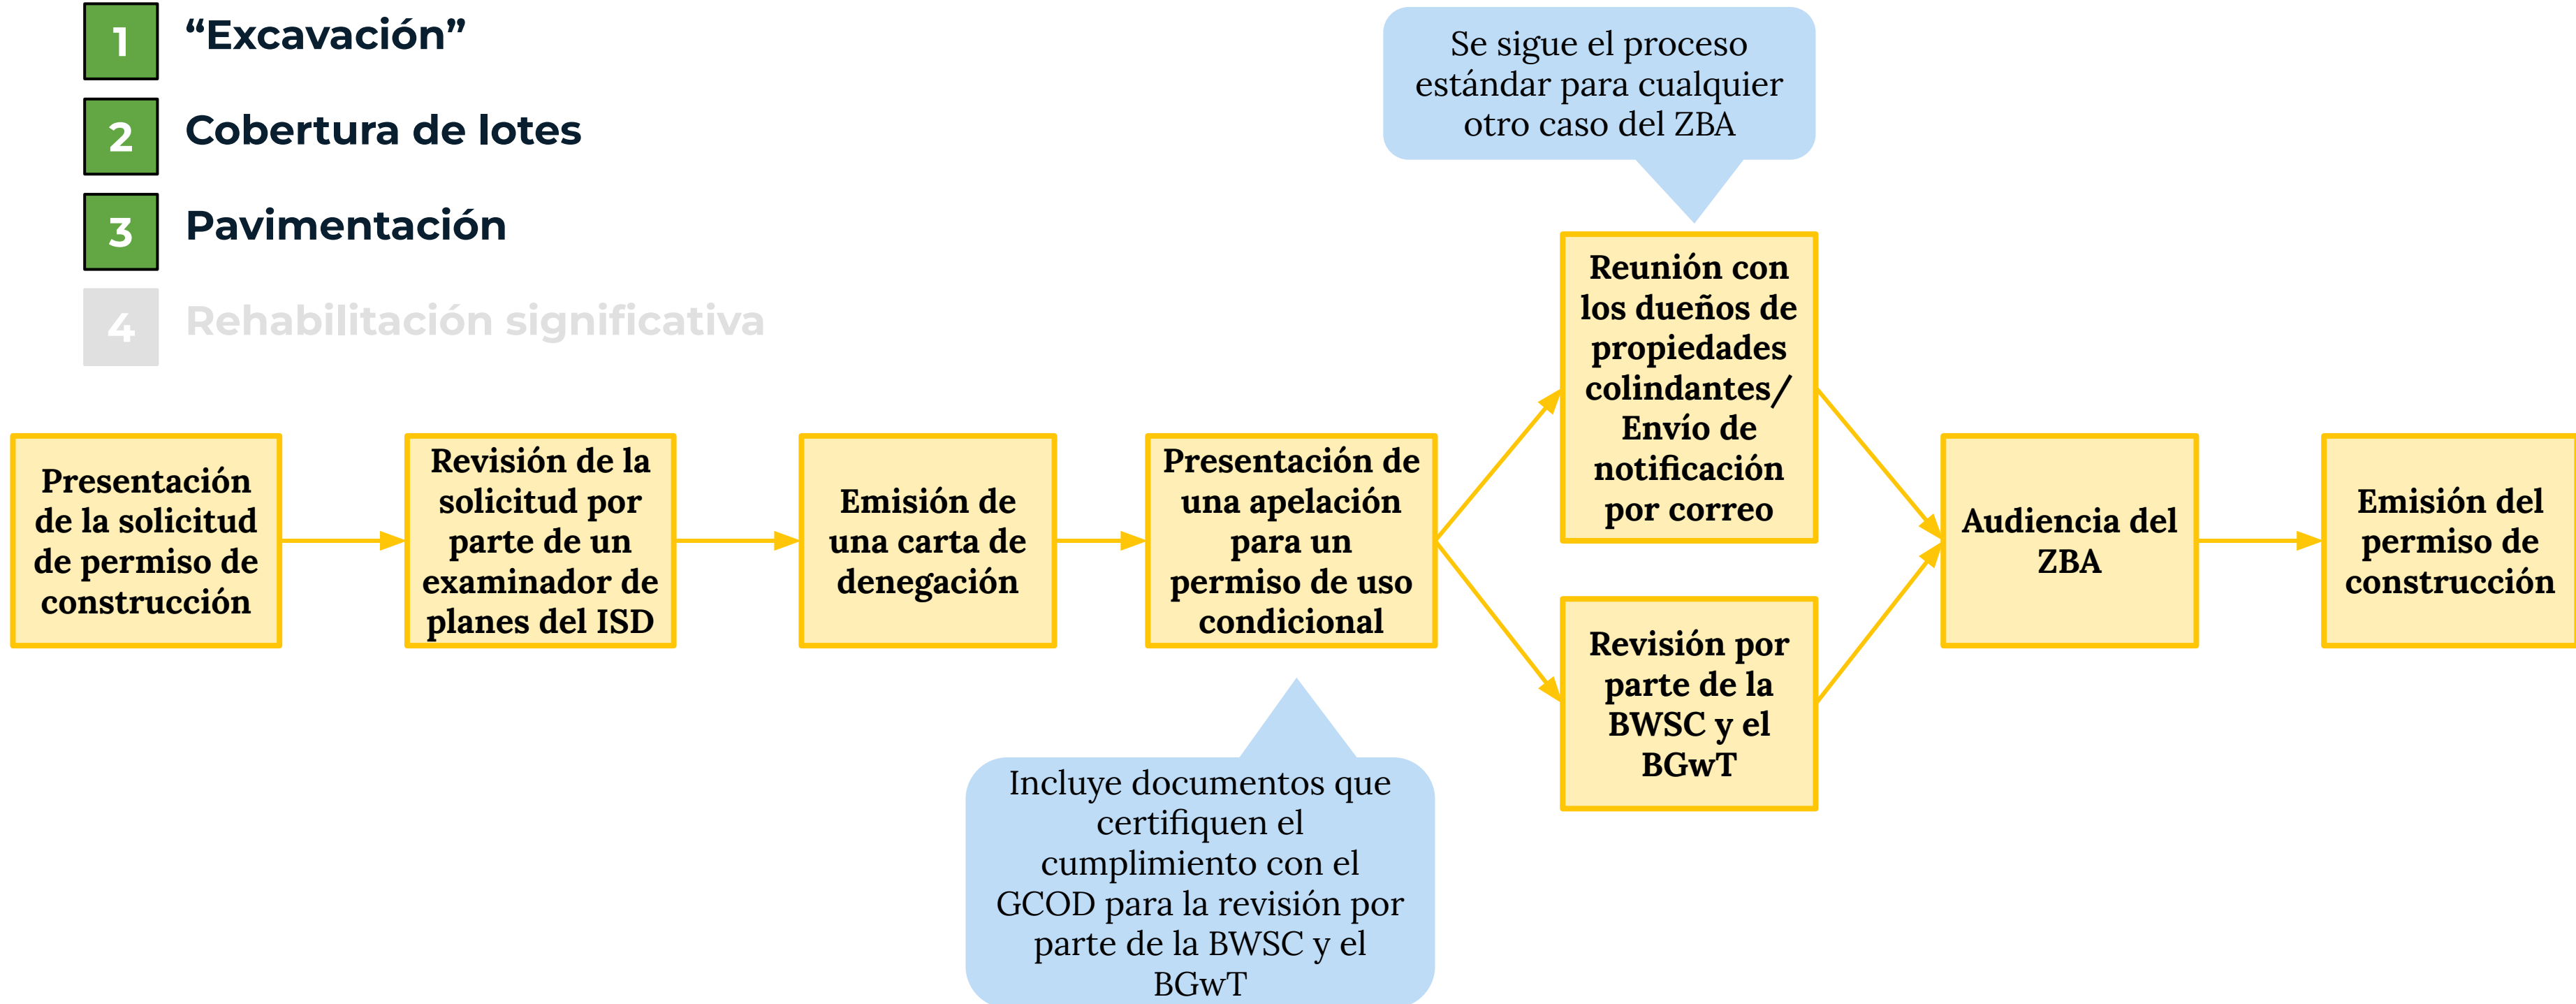 1
“Excavación”
2
Cobertura de lotes
3
Pavimentación
4
Rehabilitación significativa
Se sigue el proceso
estándar para cualquier
otro caso del ZBA
Presentación
de la solicitud
de permiso de
construcción
Revisión de la
solicitud por
parte de un
examinador de
planes del ISD
Emisión de
una carta de
denegación
Presentación de
una apelación
para un
permiso de uso
condicional
Incluye documentos que
certifiquen el
cumplimiento con el
GCOD para la revisión por
parte de la BWSC y el
BGwT
Reunión con
los dueños de
propiedades
colindantes/
Envío de
notificación
por correo
Revisión por
parte de la
BWSC y el
BGwT
Audiencia del
ZBA
Emisión del
permiso de
construcción